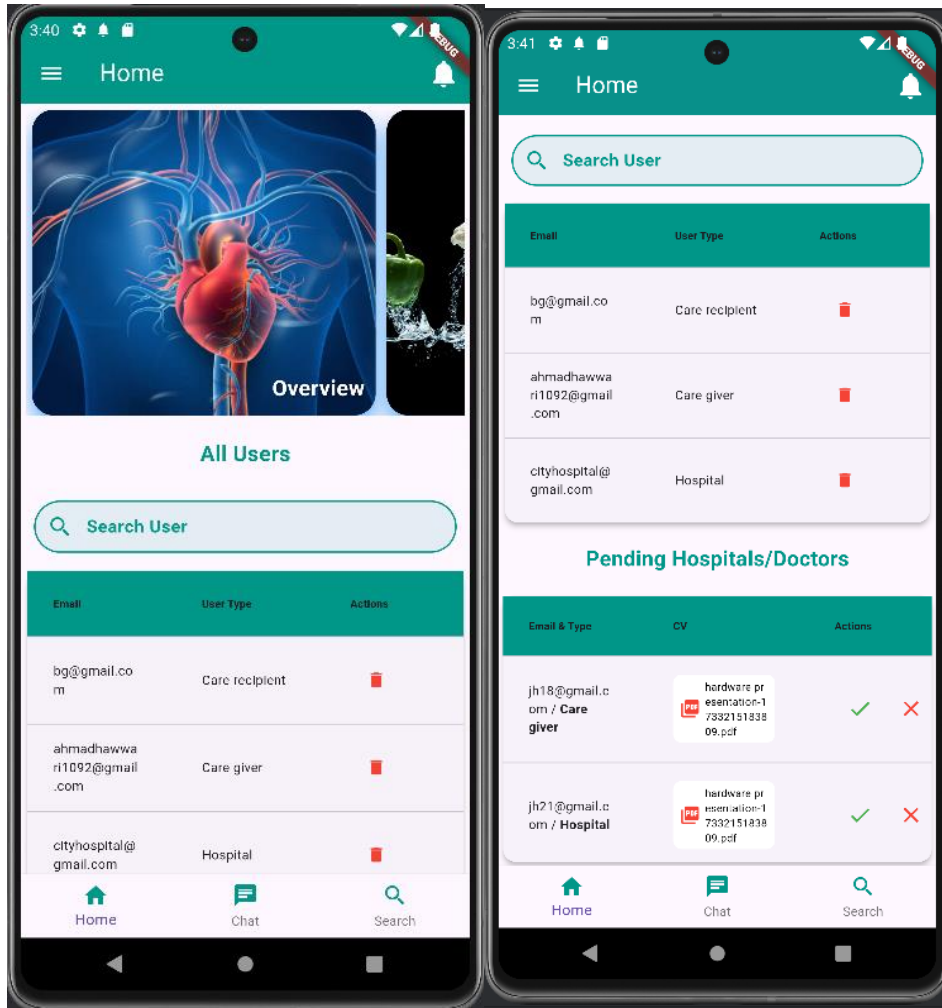 3:40
DEBUG
Home
Overview
All Users
Search User
Email User Type Actions
bg@gmail.co
m
Care recipient
ahmadhawwa
ri1092@gmail
.com
Care giver
cityhospital@
gmail.com
Hospital
Home Chat Search
3:41
EBUG
Home
Search User
Email User Type Actions
bg@gmail.co
m
Care recipient
ahmadhawwa
ri1092@gmail
.com
Care giver
cityhospital@
gmail.com
Hospital
Pending Hospitals/Doctors
Email & Type CV Actions
jh18@gmail.c
om / Care
giver
PDF
hardware pr
esentation-1
7332151838
09.pdf
jh21@gmail.c
om / Hospital
PDF
hardware pr
esentation-1
7332151838
09.pdf
Home Chat Search